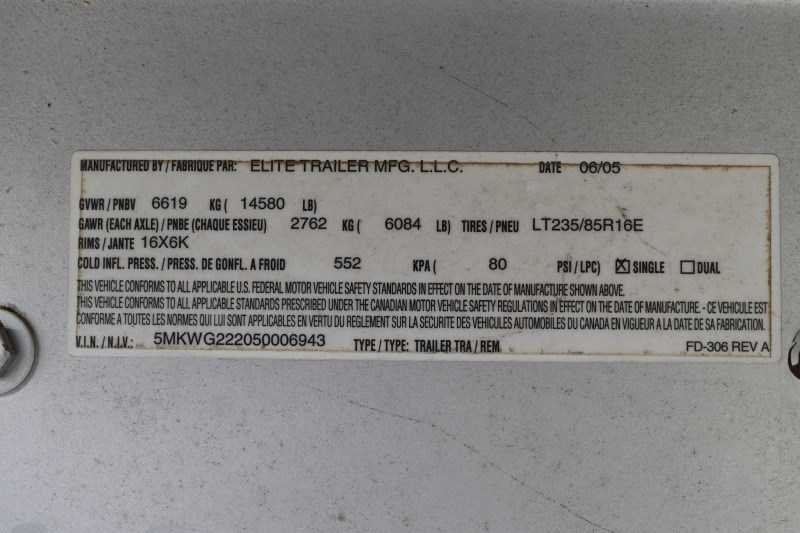 MANUFACTURED BY / FABRIQUE PAR: ELITE TRAILER MFG. L.L.C. DATE 06/05
GVWR / PNBV 6619 KG ( 14580 LB)
GAWR (EACH AXLE) / PNBE (CHAQUE ESSIEU) 2762 KG ( 6084 LB) TIRES / PNEU LT235/85R16E
RIMS / JANTE 16X6K
COLD INFL. PRESS. / PRESS. DE GONFL. A FROID 552 KPA ( 80 PSI / LPC) ☒ SINGLE ☐ DUAL
THIS VEHICLE CONFORMS TO ALL APPLICABLE U.S. FEDERAL MOTOR VEHICLE SAFETY STANDARDS IN EFFECT ON THE DATE OF MANUFACTURE SHOWN ABOVE.
THIS VEHICLE CONFORMS TO ALL APPLICABLE STANDARDS PRESCRIBED UNDER THE CANADIAN MOTOR VEHICLE SAFETY REGULATIONS IN EFFECT ON THE DATE OF MANUFACTURE. - CE VEHICULE EST
CONFORME A TOUTES LES NORMES QUI LUI SONT APPLICABLES EN VERTU DU REGLEMENT SUR LA SECURITE DES VEHICULES AUTOMOBILES DU CANADA EN VIGUEUR A LA DATE DE SA FABRICATION.
V.I.N. / N.I.V.: 5MKWG222050006943 TYPE / TYPE: TRAILER TRA / REM FD-306 REV A